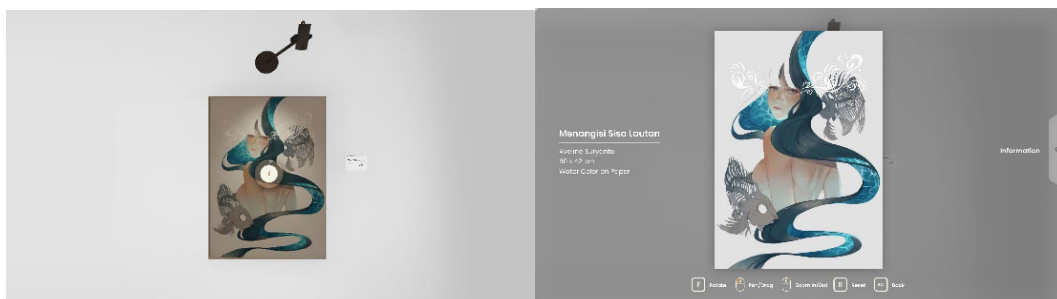 Menangisi Sisa Lautan
Aveline Suryanto
60 x 42 cm
Water Color on Paper
Information
F Rotate Pan/Drag Zoom In/Out R Reset Back